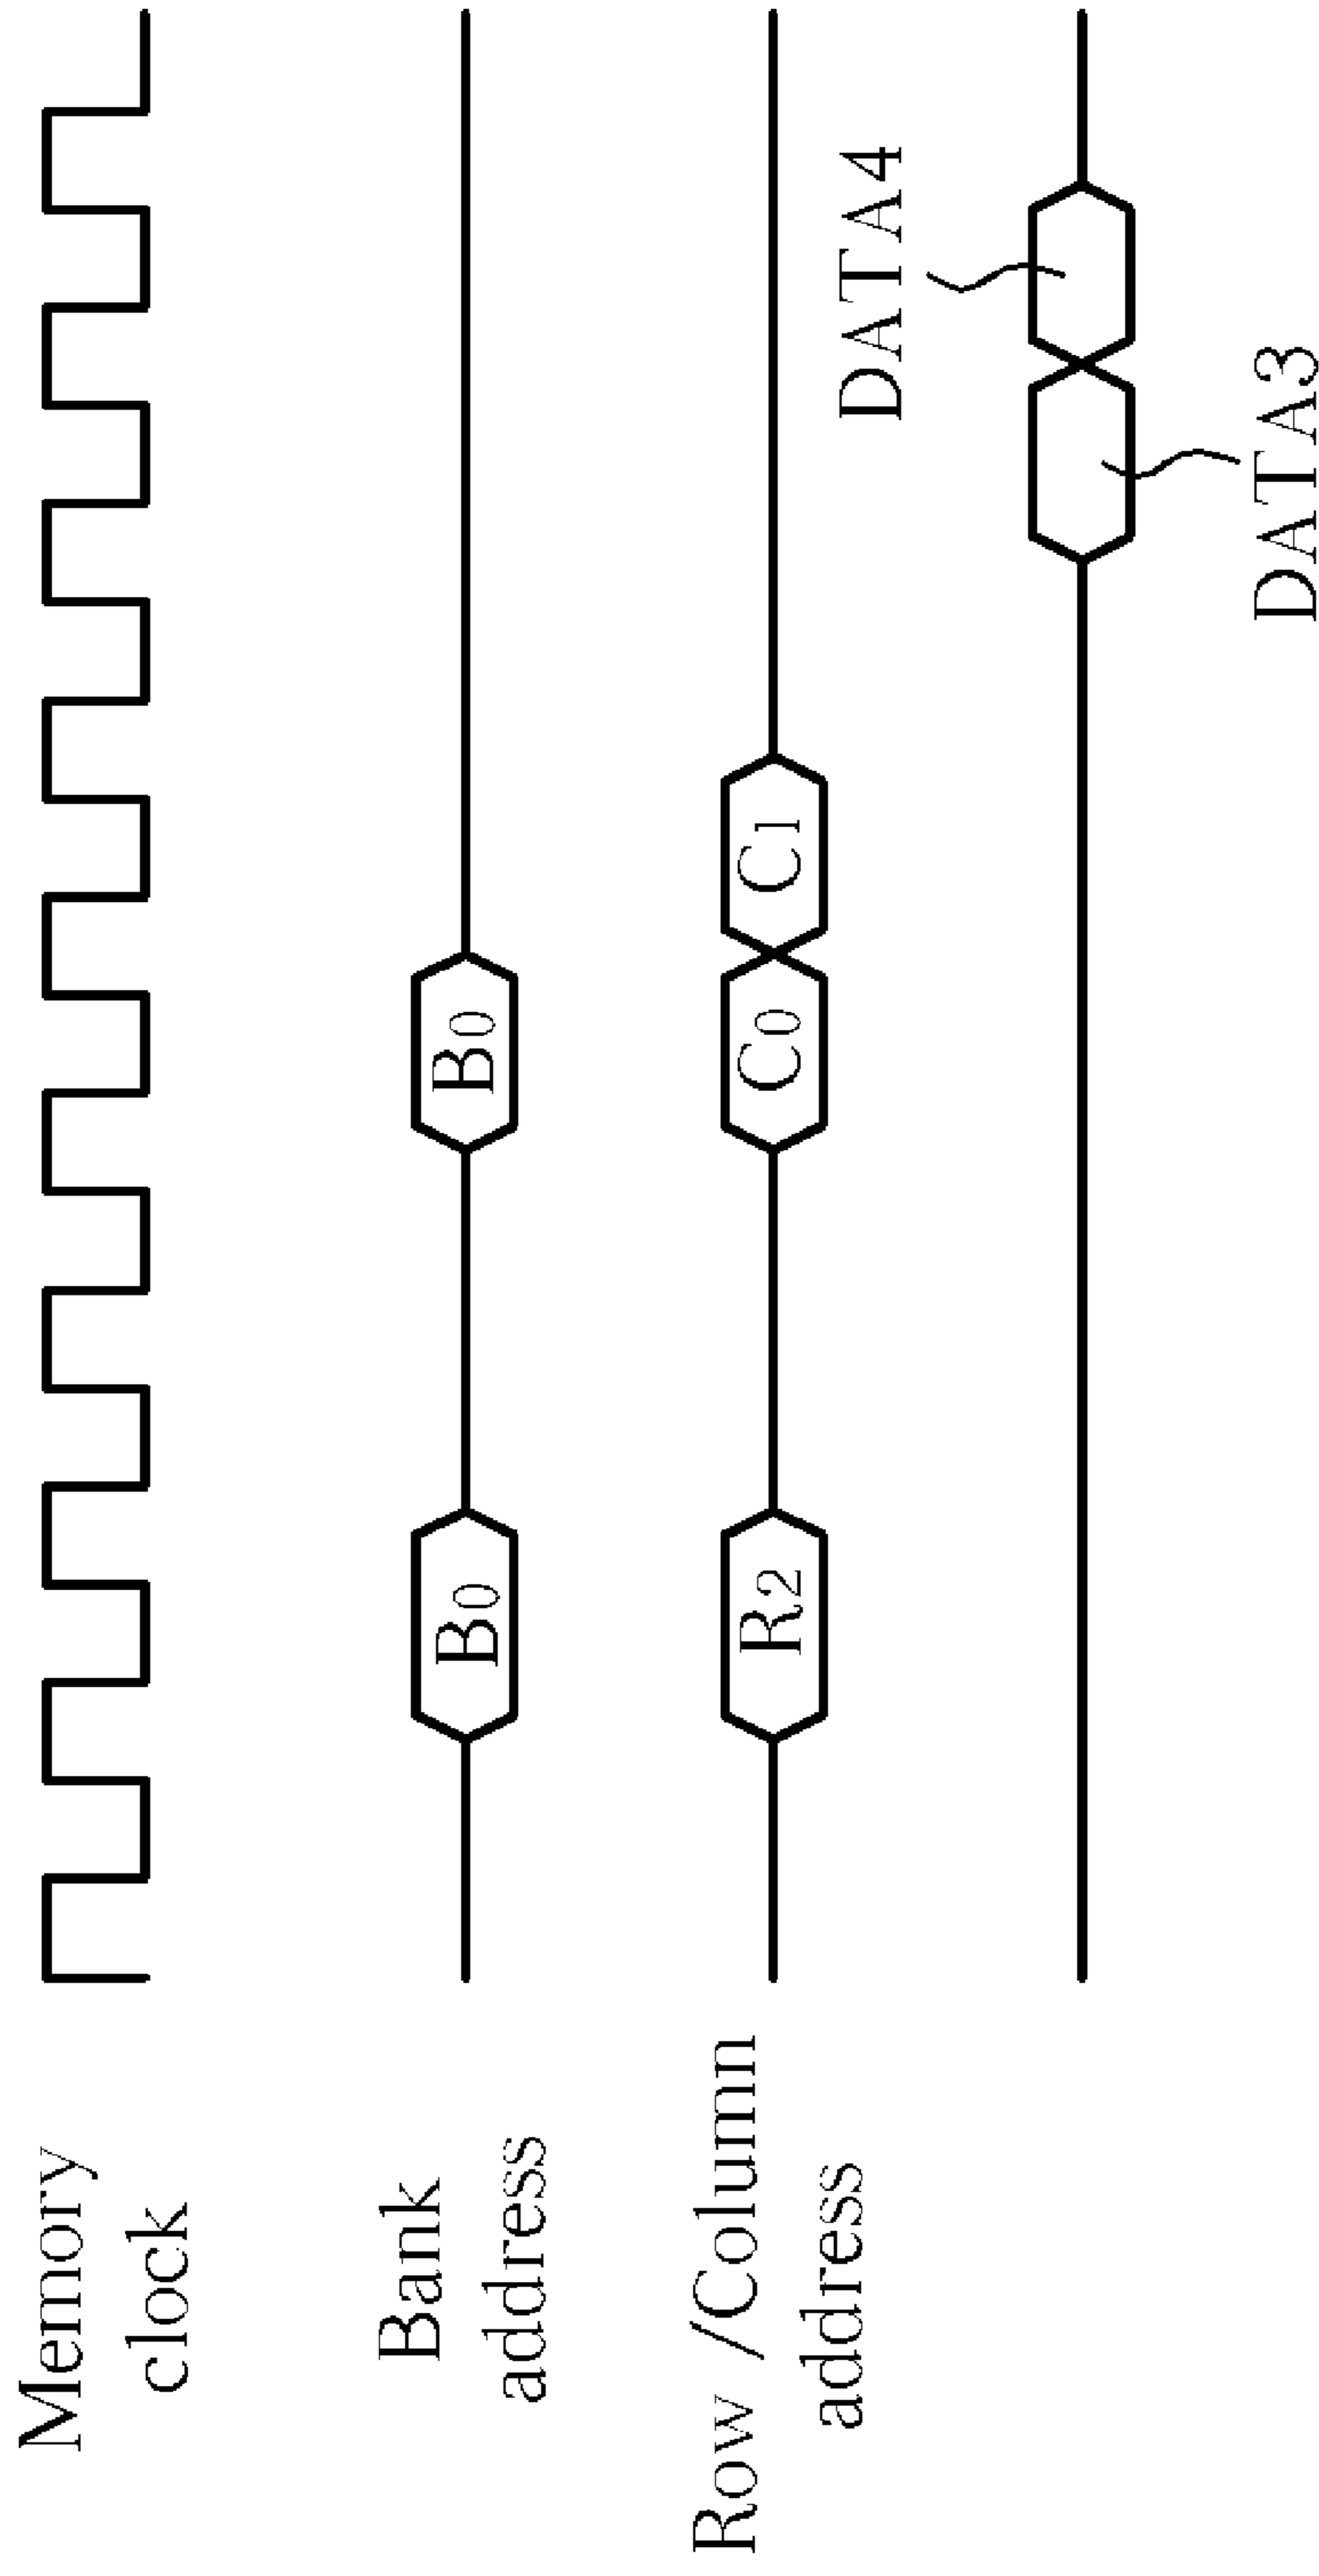 Memory
clock
Bank
address
B0
B0
Row /Column
address
R2
C0
C1
DATA4
DATA3